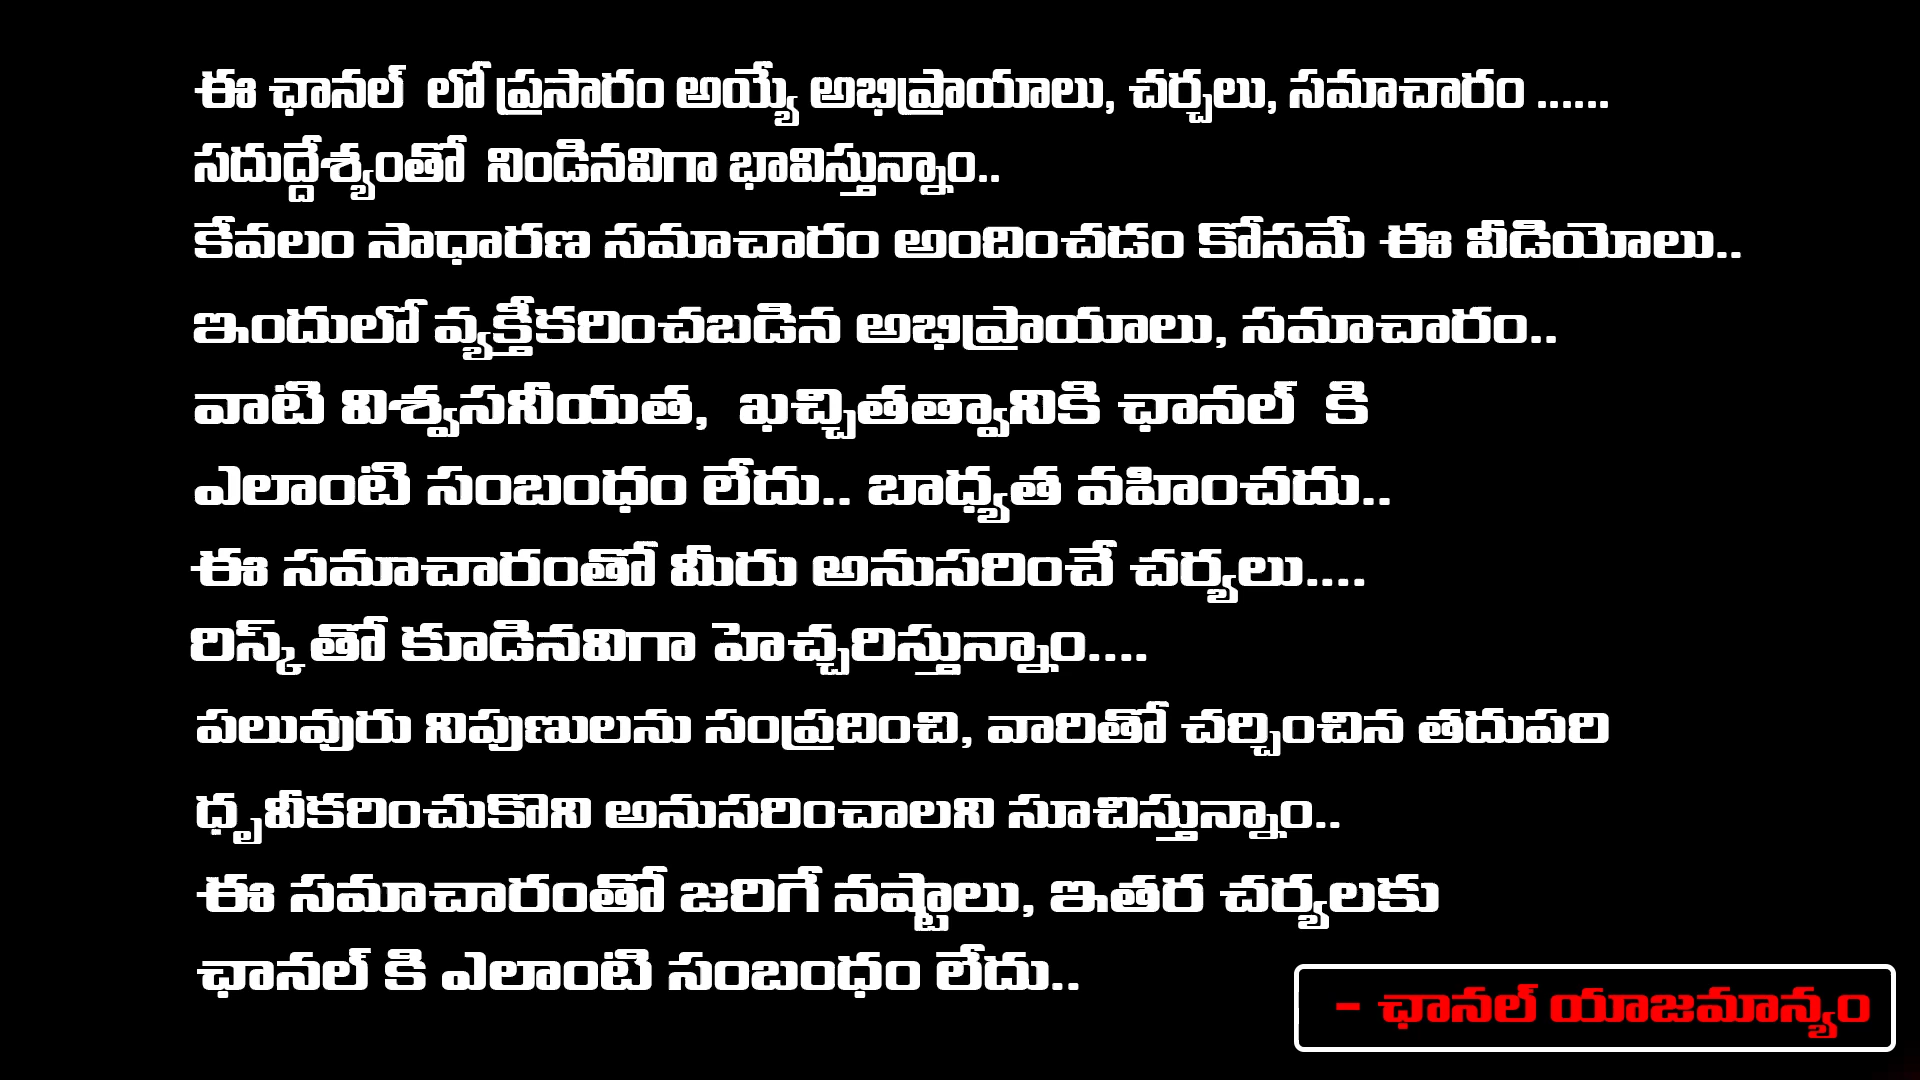 ఈ ఛానల్ లో ప్రసారం అయ్యే అభిప్రాయాలు, చర్చలు, సమాచారం ......
సదుద్దేశ్యంతో నిండినవిగా భావిస్తున్నాం..
కేవలం సాధారణ సమాచారం అందించడం కోసమే ఈ వీడియోలు..
ఇందులో వ్యక్తీకరించబడిన అభిప్రాయాలు, సమాచారం..
వాటి విశ్వసనీయత, ఖచ్చితత్వానికి ఛానల్ కి
ఎలాంటి సంబంధం లేదు.. బాధ్యత వహించదు..
ఈ సమాచారంతో మీరు అనుసరించే చర్యలు....
రిస్క్ తో కూడినవిగా హెచ్చరిస్తున్నాం....
పలువురు నిపుణులను సంప్రదించి, వారితో చర్చించిన తదుపరి
ధృవీకరించుకొని అనుసరించాలని సూచిస్తున్నాం..
ఈ సమాచారంతో జరిగే నష్టాలు, ఇతర చర్యలకు
ఛానల్ కి ఎలాంటి సంబంధం లేదు..
- ఛానల్ యాజమాన్యం